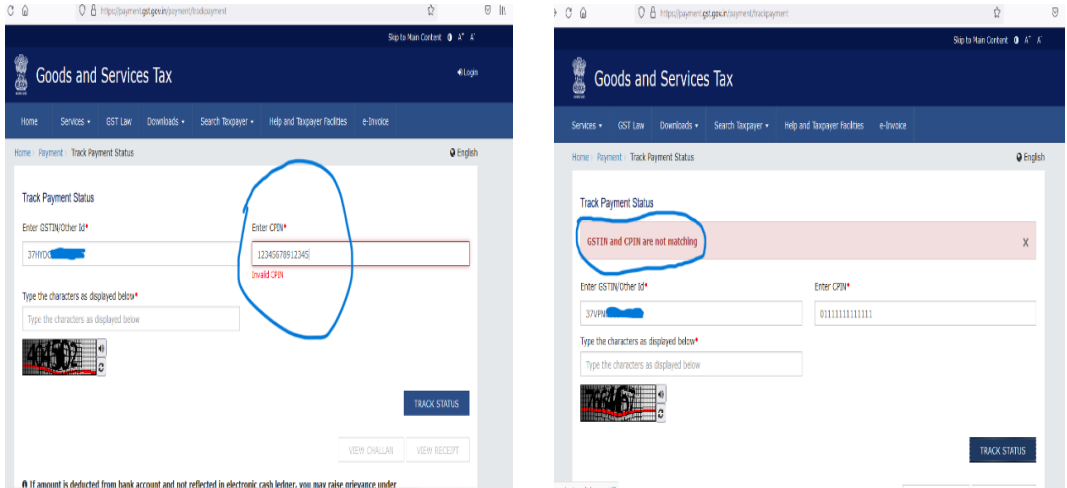 https://payment.gst.gov.in/payment/trackpayment
Skip to Main Content A+ A-
Goods and Services Tax
Login
Home Services GST Law Downloads Search Taxpayer Help and Taxpayer Facilities e-Invoice
Home Payment Track Payment Status English
Track Payment Status
Enter GSTIN/Other Id* Enter CPIN*
37HYDC 12345678912345
Invalid CPIN
Type the characters as displayed below*
Type the characters as displayed below
TRACK STATUS
VIEW CHALLAN VIEW RECEIPT
If amount is deducted from bank account and not reflected in electronic cash ledger, you may raise grievance under
https://payment.gst.gov.in/payment/trackpayment
Skip to Main Content A+ A-
Goods and Services Tax
Services GST Law Downloads Search Taxpayer Help and Taxpayer Facilities e-Invoice
Home Payment Track Payment Status English
Track Payment Status
GSTIN and CPIN are not matching X
Enter GSTIN/Other Id* Enter CPIN*
37VPN 01111111111111
Type the characters as displayed below*
Type the characters as displayed below
TRACK STATUS